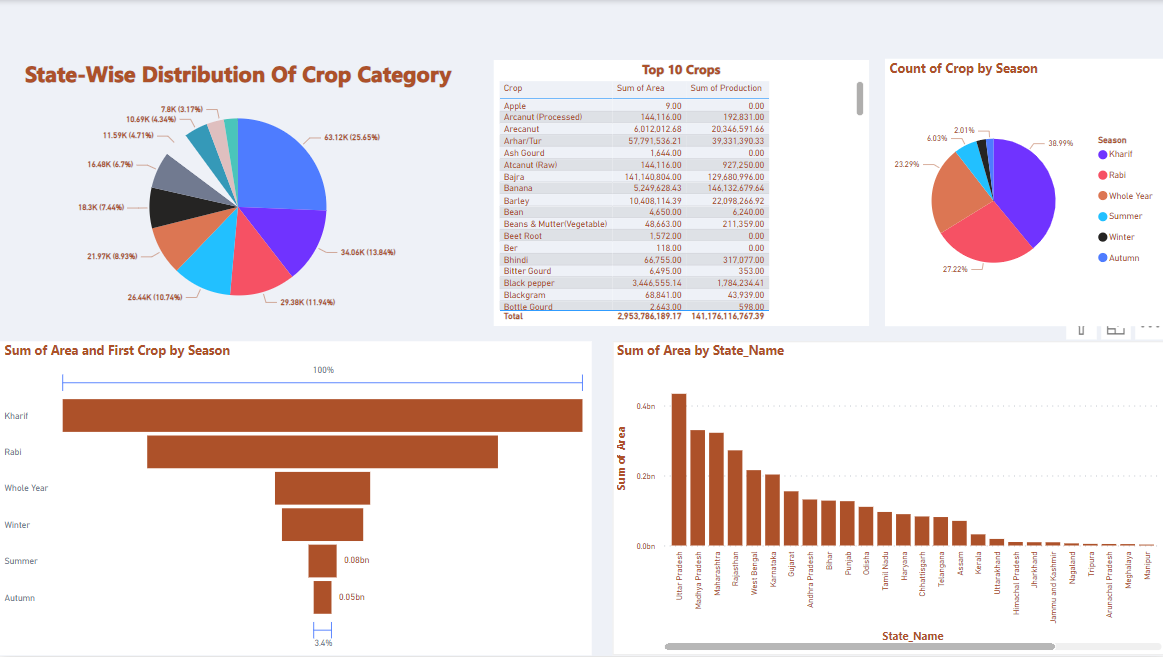 State-Wise Distribution Of Crop Category
7.8K (3.17%)
10.69K (4.34%)
11.59K (4.71%)
16.48K (6.7%)
18.3K (7.44%)
21.97K (8.93%)
26.44K (10.74%)
63.12K (25.65%)
34.06K (13.84%)
29.38K (11.94%)
Top 10 Crops
Crop Sum of Area Sum of Production
Apple 9.00 0.00
Arcanut (Processed) 144,116.00 192,831.00
Arecanut 6,012,012.68 20,346,591.66
Arhar/Tur 57,791,536.21 39,331,390.33
Ash Gourd 1,644.00 0.00
Atcanut (Raw) 144,116.00 927,250.00
Bajra 141,140,804.00 129,680,996.00
Banana 5,249,628.43 146,132,679.64
Barley 10,408,114.39 22,098,266.92
Bean 4,650.00 6,240.00
Beans & Mutter(Vegetable) 48,663.00 211,359.00
Beet Root 1,572.00 0.00
Ber 118.00 0.00
Bhindi 66,755.00 317,077.00
Bitter Gourd 6,495.00 353.00
Black pepper 3,446,555.14 1,784,234.41
Blackgram 68,841.00 43,939.00
Bottle Gourd 2,643.00 598.00
Total 2,953,786,189.17 141,176,116,767.39
Count of Crop by Season
2.01%
6.03%
38.99%
23.29%
27.22%
Season
Kharif
Rabi
Whole Year
Summer
Winter
Autumn
Sum of Area and First Crop by Season
100%
Kharif
Rabi
Whole Year
Winter
Summer 0.08bn
Autumn 0.05bn
3.4%
Sum of Area by State_Name
Sum of Area
0.4bn
0.2bn
0.0bn
Uttar Pradesh
Madhya Pradesh
Maharashtra
Rajasthan
West Bengal
Karnataka
Gujarat
Andhra Pradesh
Bihar
Punjab
Odisha
Tamil Nadu
Haryana
Chhattisgarh
Telangana
Assam
Kerala
Uttarakhand
Himachal Pradesh
Jharkhand
Jammu and Kashmir
Nagaland
Tripura
Arunachal Pradesh
Meghalaya
Manipur
State_Name